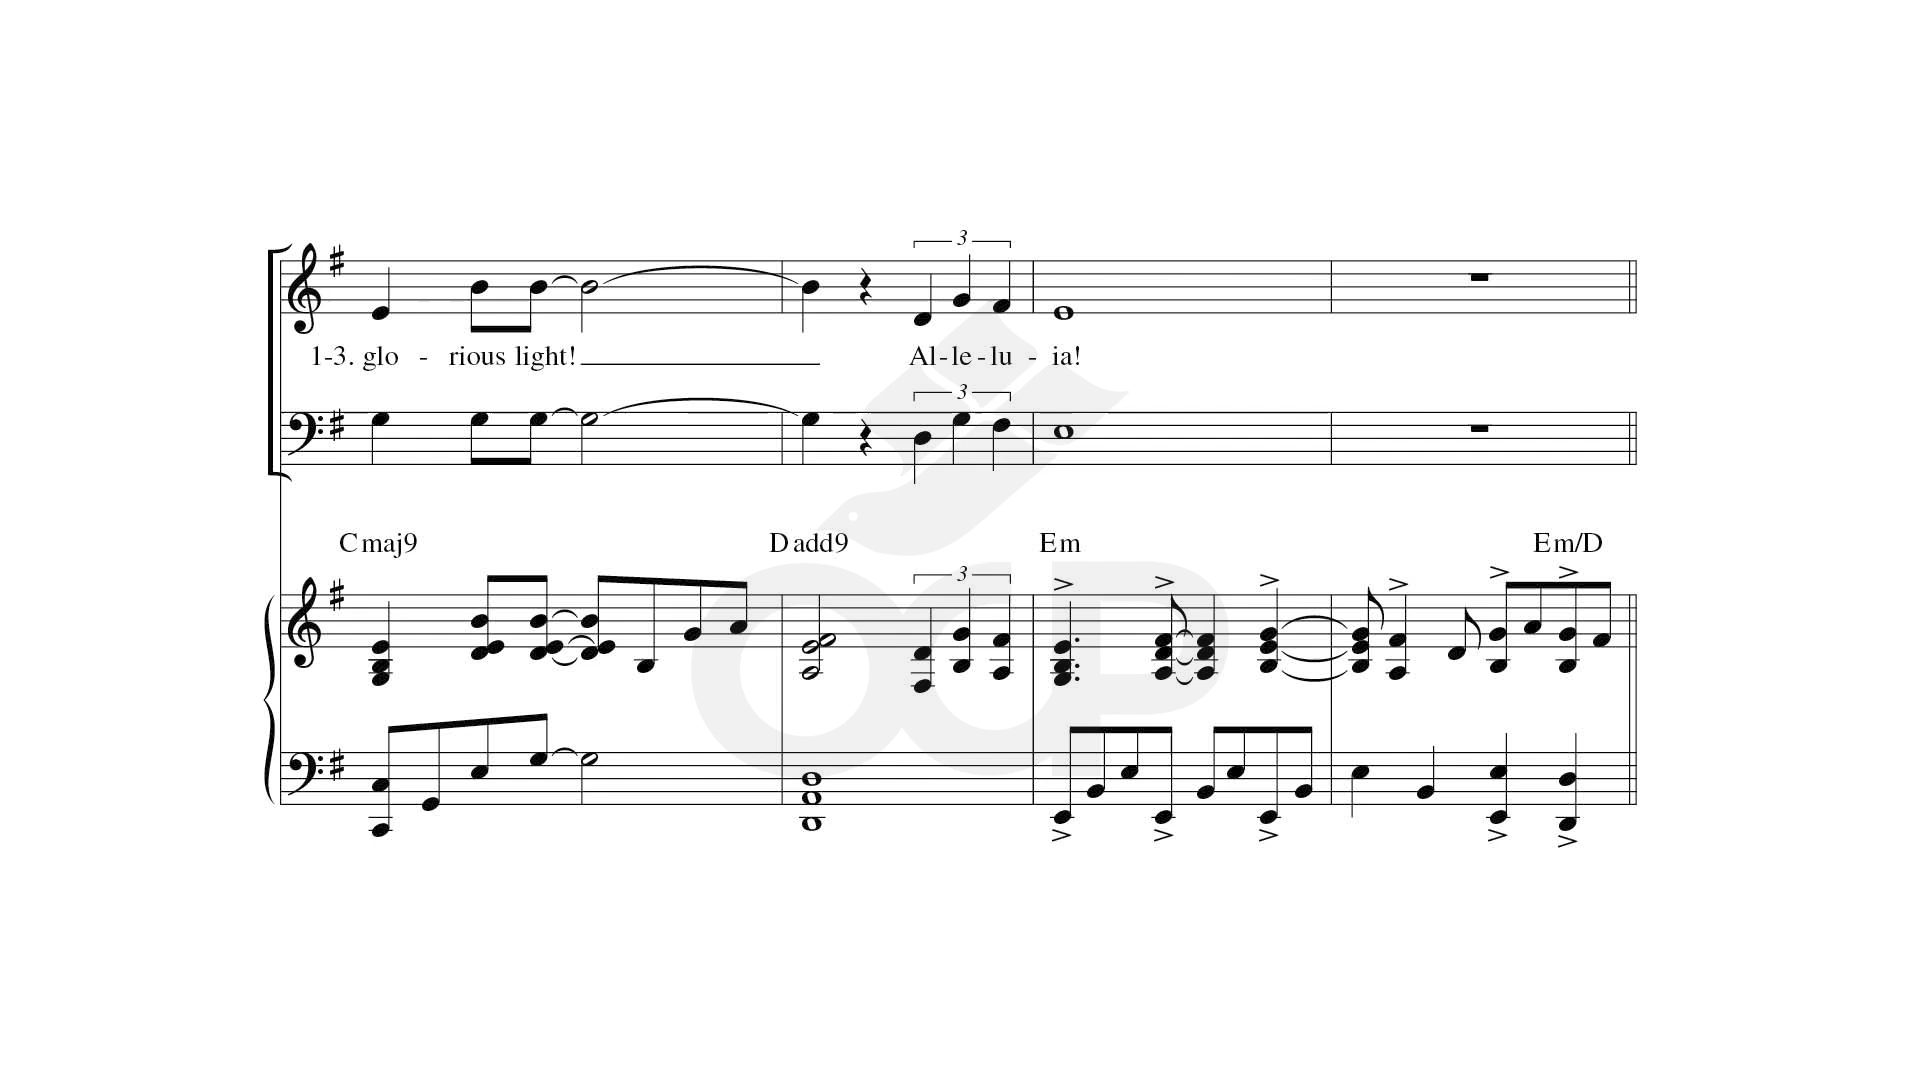 3
1-3. glo - rious light! Al - le - lu - ia!
3
Cmaj9 Dadd9 Em Em/D
3
OCP